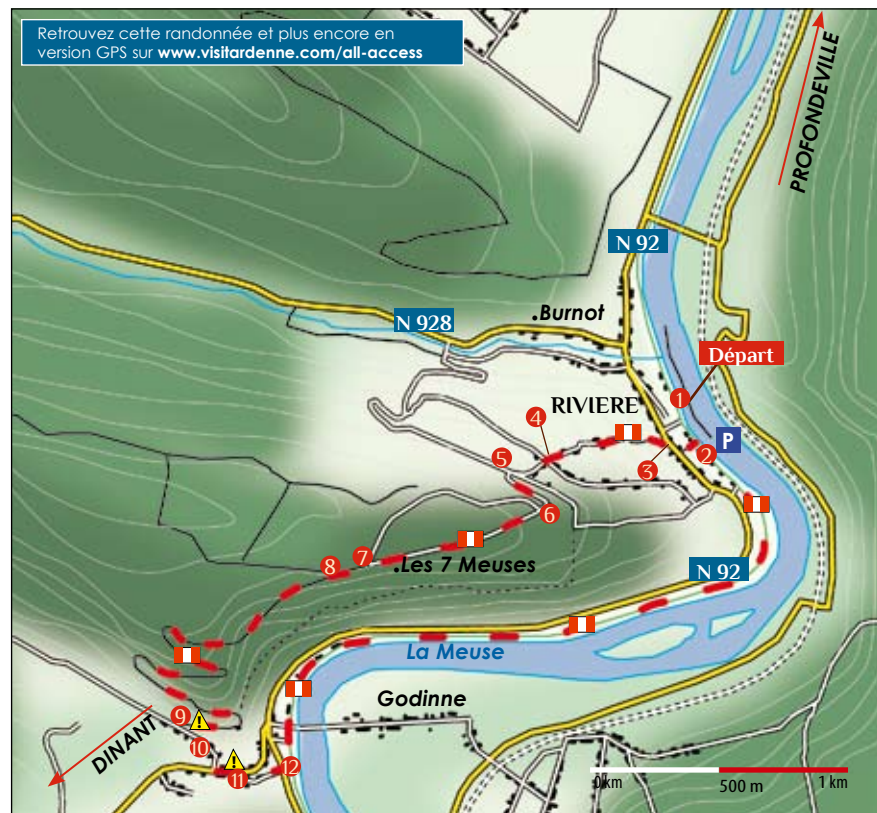 Retrouvez cette randonnée et plus encore en
version GPS sur www.visitardenne.com/all-access
PROFONDEVILLE
N 92
Burnot
N 928
Départ
1
RIVIERE
4
P
2
3
5
6
7
8
Les 7 Meuses
N 92
La Meuse
Godinne
9
10
DINANT
11
12
0 km
500 m
1 km